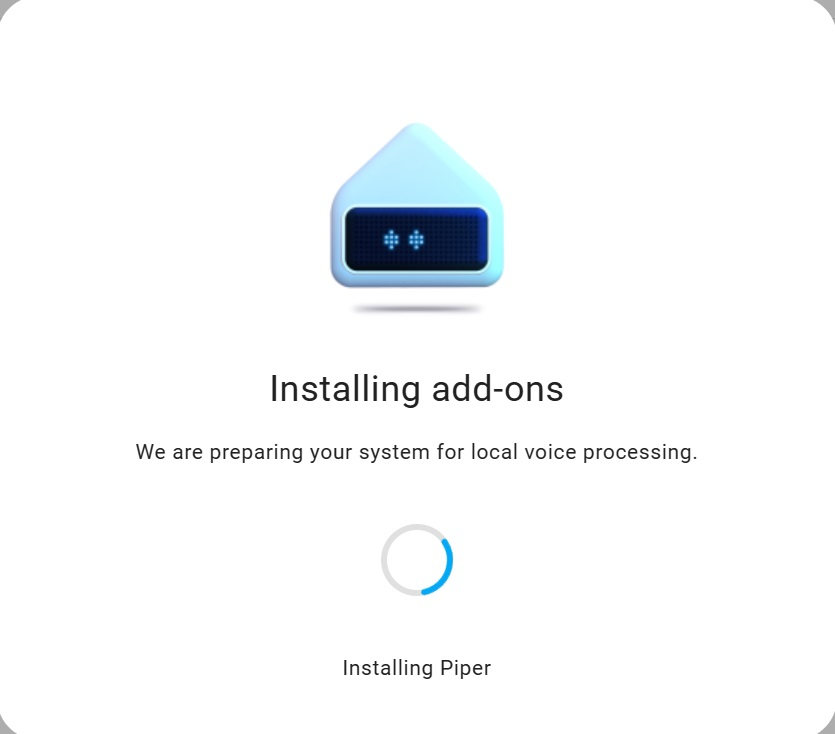 Installing add-ons
We are preparing your system for local voice processing.
Installing Piper